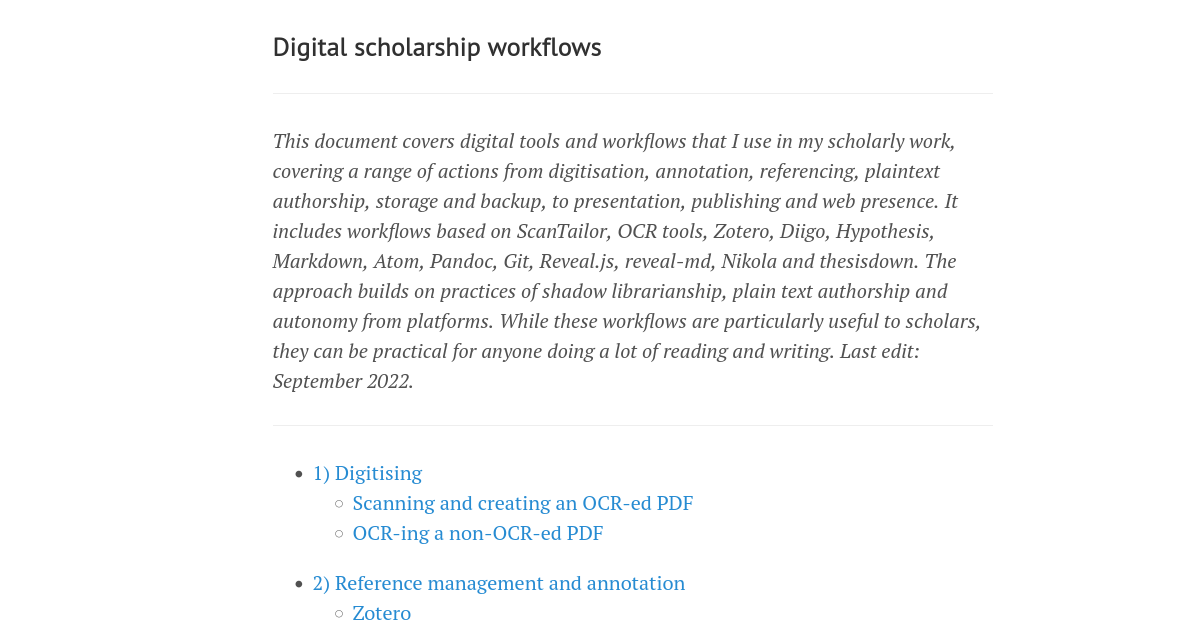 Digital scholarship workflows
This document covers digital tools and workflows that I use in my scholarly work,
covering a range of actions from digitisation, annotation, referencing, plaintext
authorship, storage and backup, to presentation, publishing and web presence. It
includes workflows based on ScanTailor, OCR tools, Zotero, Diigo, Hypothesis,
Markdown, Atom, Pandoc, Git, Reveal.js, reveal-md, Nikola and thesisdown. The
approach builds on practices of shadow librarianship, plain text authorship and
autonomy from platforms. While these workflows are particularly useful to scholars,
they can be practical for anyone doing a lot of reading and writing. Last edit:
September 2022.
• 1) Digitising
○ Scanning and creating an OCR-ed PDF
○ OCR-ing a non-OCR-ed PDF
• 2) Reference management and annotation
○ Zotero